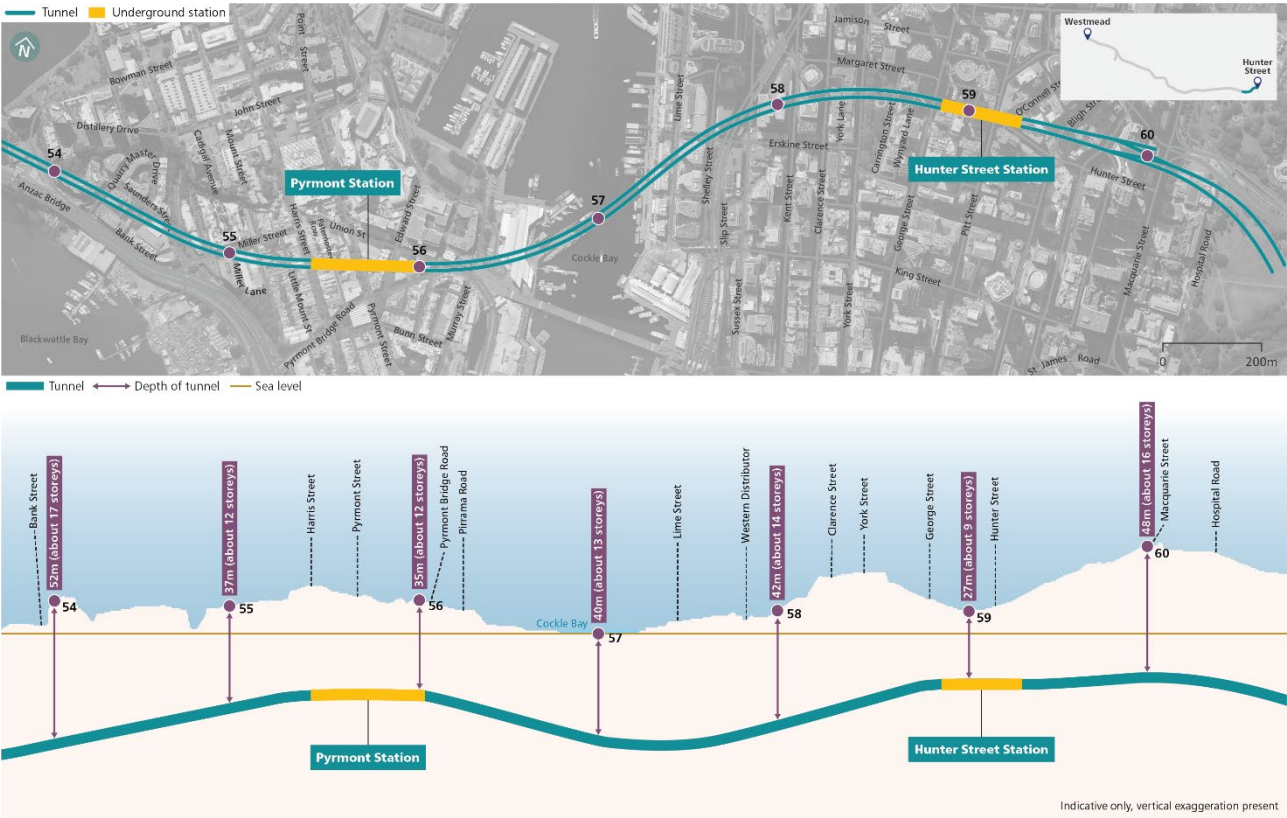 Tunnel
Underground station
N
Westmead
Hunter
Street
Point
Street
Bowman Street
John Street
Distillery Drive
Quarry Master
Drive
Cadigal Avenue
Mount Street
Saunders Street
Anzac Bridge
Bank Street
Blackwattle Bay
Miller Street
Miller
Lane
Harris Street
Paternoster
Row
Union St
Edward Street
Little Mount St
Pyrmont Bridge Road
Pyrmont
Street
Bunn Street
Murray Street
Pyrmont Station
54
55
56
57
58
59
60
Cockle Bay
Lime Street
Shelley Street
Slip Street
Sussex Street
Jamison
Street
Margaret Street
Erskine Street
Kent Street
Clarence Street
York Lane
York Street
Carrington Street
Wynyard Lane
George Street
King Street
Pitt Street
Hunter Street Station
O'Connell St
Bligh Street
Hunter Street
Macquarie Street
Hospital Road
St James Road
0
200m
Tunnel
Depth of tunnel
Sea level
Bank Street
52m (about 17 storeys)
54
37m (about 12 storeys)
55
Harris Street
Pyrmont Street
35m (about 12 storeys)
56
Pyrmont Bridge Road
Pirrama Road
Cockle Bay
40m (about 13 storeys)
57
Lime Street
Western Distributor
42m (about 14 storeys)
58
Clarence Street
York Street
George Street
27m (about 9 storeys)
59
Hunter Street
48m (about 16 storeys)
60
Macquarie Street
Hospital Road
Pyrmont Station
Hunter Street Station
Indicative only, vertical exaggeration present